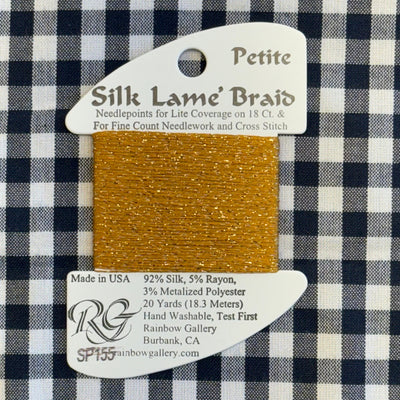 Petite
Silk Lame' Braid
Needlepoints for Lite Coverage on 18 Ct. &
For Fine Count Needlework and Cross Stitch
Made in USA
92% Silk, 5% Rayon,
3% Metalized Polyester
20 Yards (18.3 Meters)
Hand Washable, Test First
Rainbow Gallery
Burbank, CA
RG
SP155
rainbowgallery.com